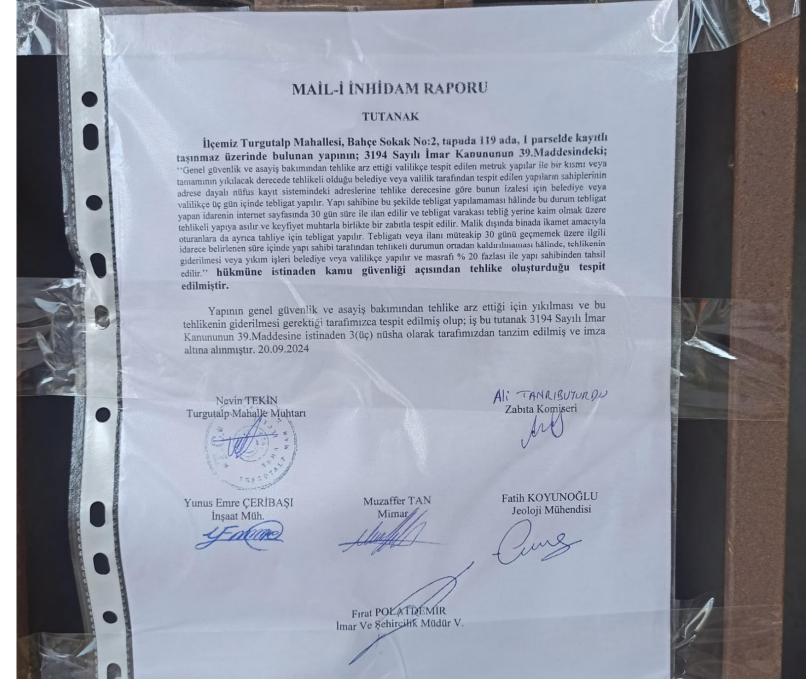 MAİL-İ İNHİDAM RAPORU
TUTANAK
İlçemiz Turgutalp Mahallesi, Bahçe Sokak No:2, tapuda 119 ada, 1 parselde kayıtlı
taşınmaz üzerinde bulunan yapının; 3194 Sayılı İmar Kanununun 39.Maddesindeki;
"Genel güvenlik ve asayiş bakımından tehlike arz ettiği valilikçe tespit edilen metruk yapılar ile bir kısmı veya
tamamının yıkılacak derecede tehlikeli olduğu belediye veya valilik tarafından tespit edilen yapıların sahiplerinin
adrese dayalı nüfus kayıt sistemindeki adreslerine tehlike derecesine göre bunun izalesi için belediye veya
valilikçe üç gün içinde tebligat yapılır. Yapı sahibine bu şekilde tebligat yapılamaması hâlinde bu durum tebligat
yapan idarenin internet sayfasında 30 gün süre ile ilan edilir ve tebligat varakası tebliğ yerine kaim olmak üzere
tehlikeli yapıya asılır ve keyfiyet muhtarla birlikte bir zabıtla tespit edilir. Malik dışında binada ikamet amacıyla
oturanlara da ayrıca tahliye için tebligat yapılır. Tebligatı veya ilanı müteakip 30 günü geçmemek üzere ilgili
idarece belirlenen süre içinde yapı sahibi tarafından tehlikeli durumun ortadan kaldırılmaması hâlinde, tehlikenin
giderilmesi veya yıkım işleri belediye veya valilikçe yapılır ve masrafı % 20 fazlası ile yapı sahibinden tahsil
edilir." hükmüne istinaden kamu güvenliği açısından tehlike oluşturduğu tespit
edilmiştir.
Yapının genel güvenlik ve asayiş bakımından tehlike arz ettiği için yıkılması ve bu
tehlikenin giderilmesi gerektiği tarafımızca tespit edilmiş olup; iş bu tutanak 3194 Sayılı İmar
Kanununun 39.Maddesine istinaden 3(üç) nüsha olarak tarafımızdan tanzim edilmiş ve imza
altına alınmıştır. 20.09.2024
Nevin TEKİN
Turgutalp Mahalle Muhtarı
Ali TANRIBUYURDU
Zabıta Komiseri
Yunus Emre ÇERİBAŞI
İnşaat Müh.
Muzaffer TAN
Mimar
Fatih KOYUNOĞLU
Jeoloji Mühendisi
Fırat POLATDEMİR
İmar Ve Şehircilik Müdür V.